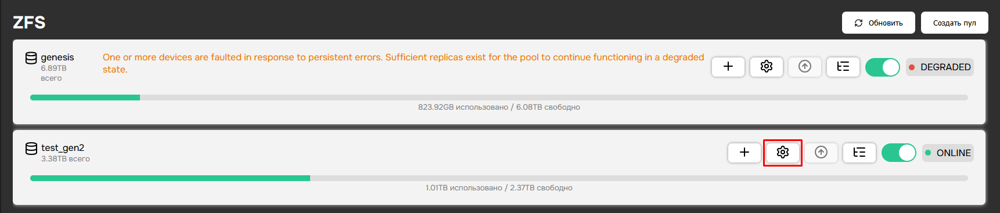 ZFS
Обновить
Создать пул
genesis
6.89TB
всего
One or more devices are faulted in response to persistent errors. Sufficient replicas exist for the pool to continue functioning in a degraded
state.
DEGRADED
823.92GB использовано / 6.08TB свободно
test_gen2
3.38TB всего
ONLINE
1.01TB использовано / 2.37TB свободно